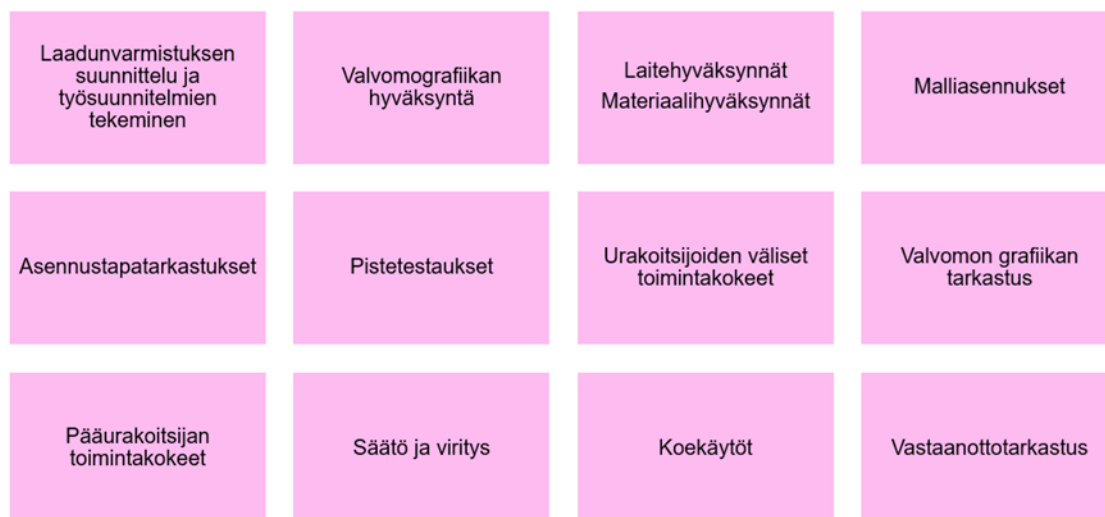 Laadunvarmistuksen
suunnittelu ja
työsuunnitelmien
tekeminen
Valvomografiikan
hyväksyntä
Laitehyväksynnät
Materiaalihyväksynnät
Malliasennukset
Asennustapatarkastukset
Pistetestaukset
Urakoitsijoiden väliset
toimintakokeet
Valvomon grafiikan
tarkastus
Pääurakoitsijan
toimintakokeet
Säätö ja viritys
Koekäytöt
Vastaanottotarkastus